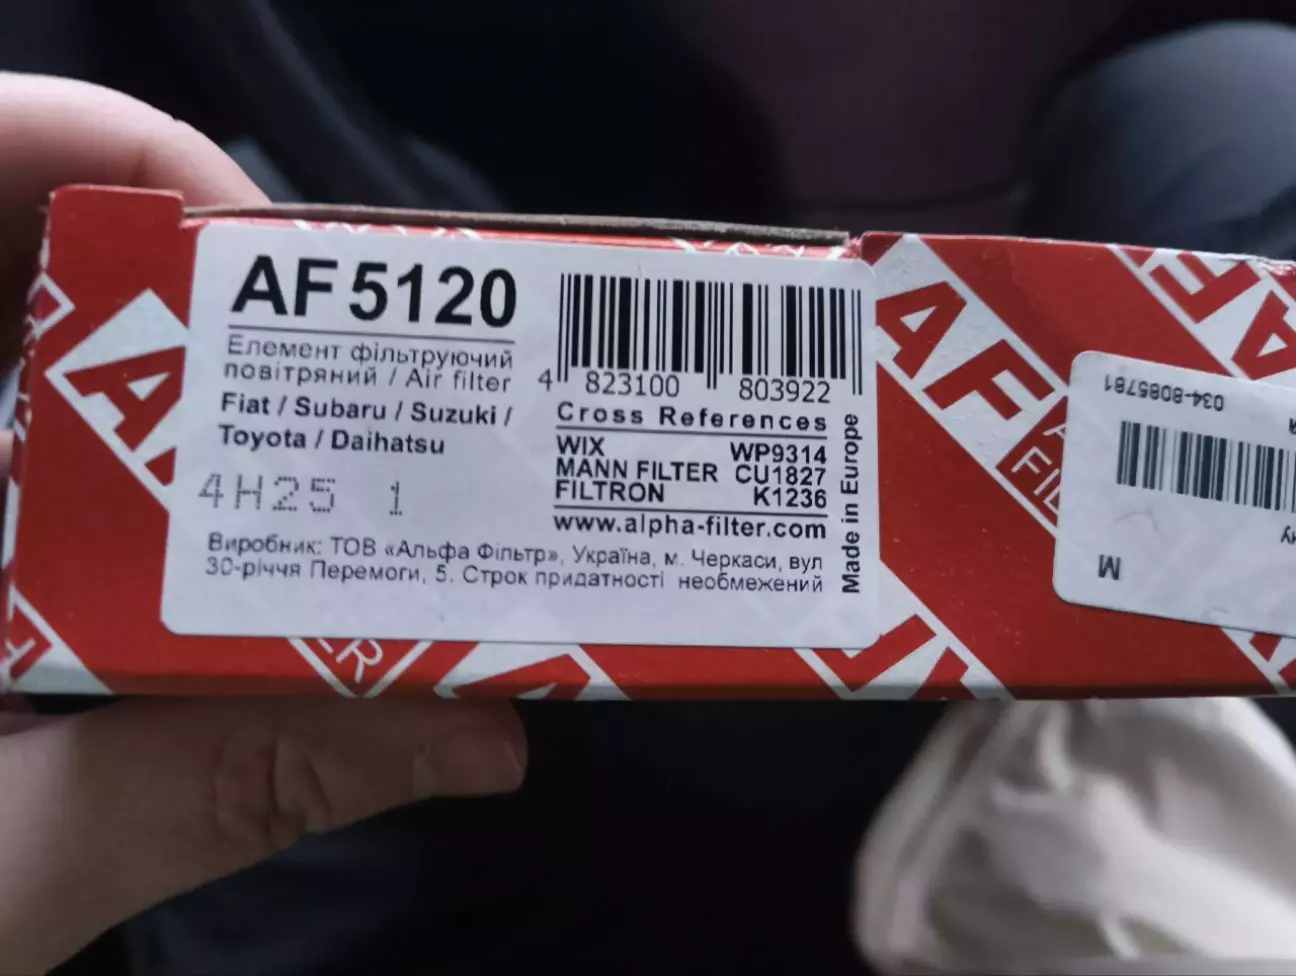 AF5120
Елемент фільтруючий
повітряний / Air filter
Fiat / Subaru / Suzuki /
Toyota / Daihatsu
4H25 1
4 823100 803922
Cross References
WIX WP9314
MANN FILTER CU1827
FILTRON K1236
www.alpha-filter.com
Made in Europe
Виробник: ТОВ «Альфа Фільтр», Україна, м. Черкаси, вул
30-річчя Перемоги, 5. Строк придатності необмежений
AF
034-8085781
M